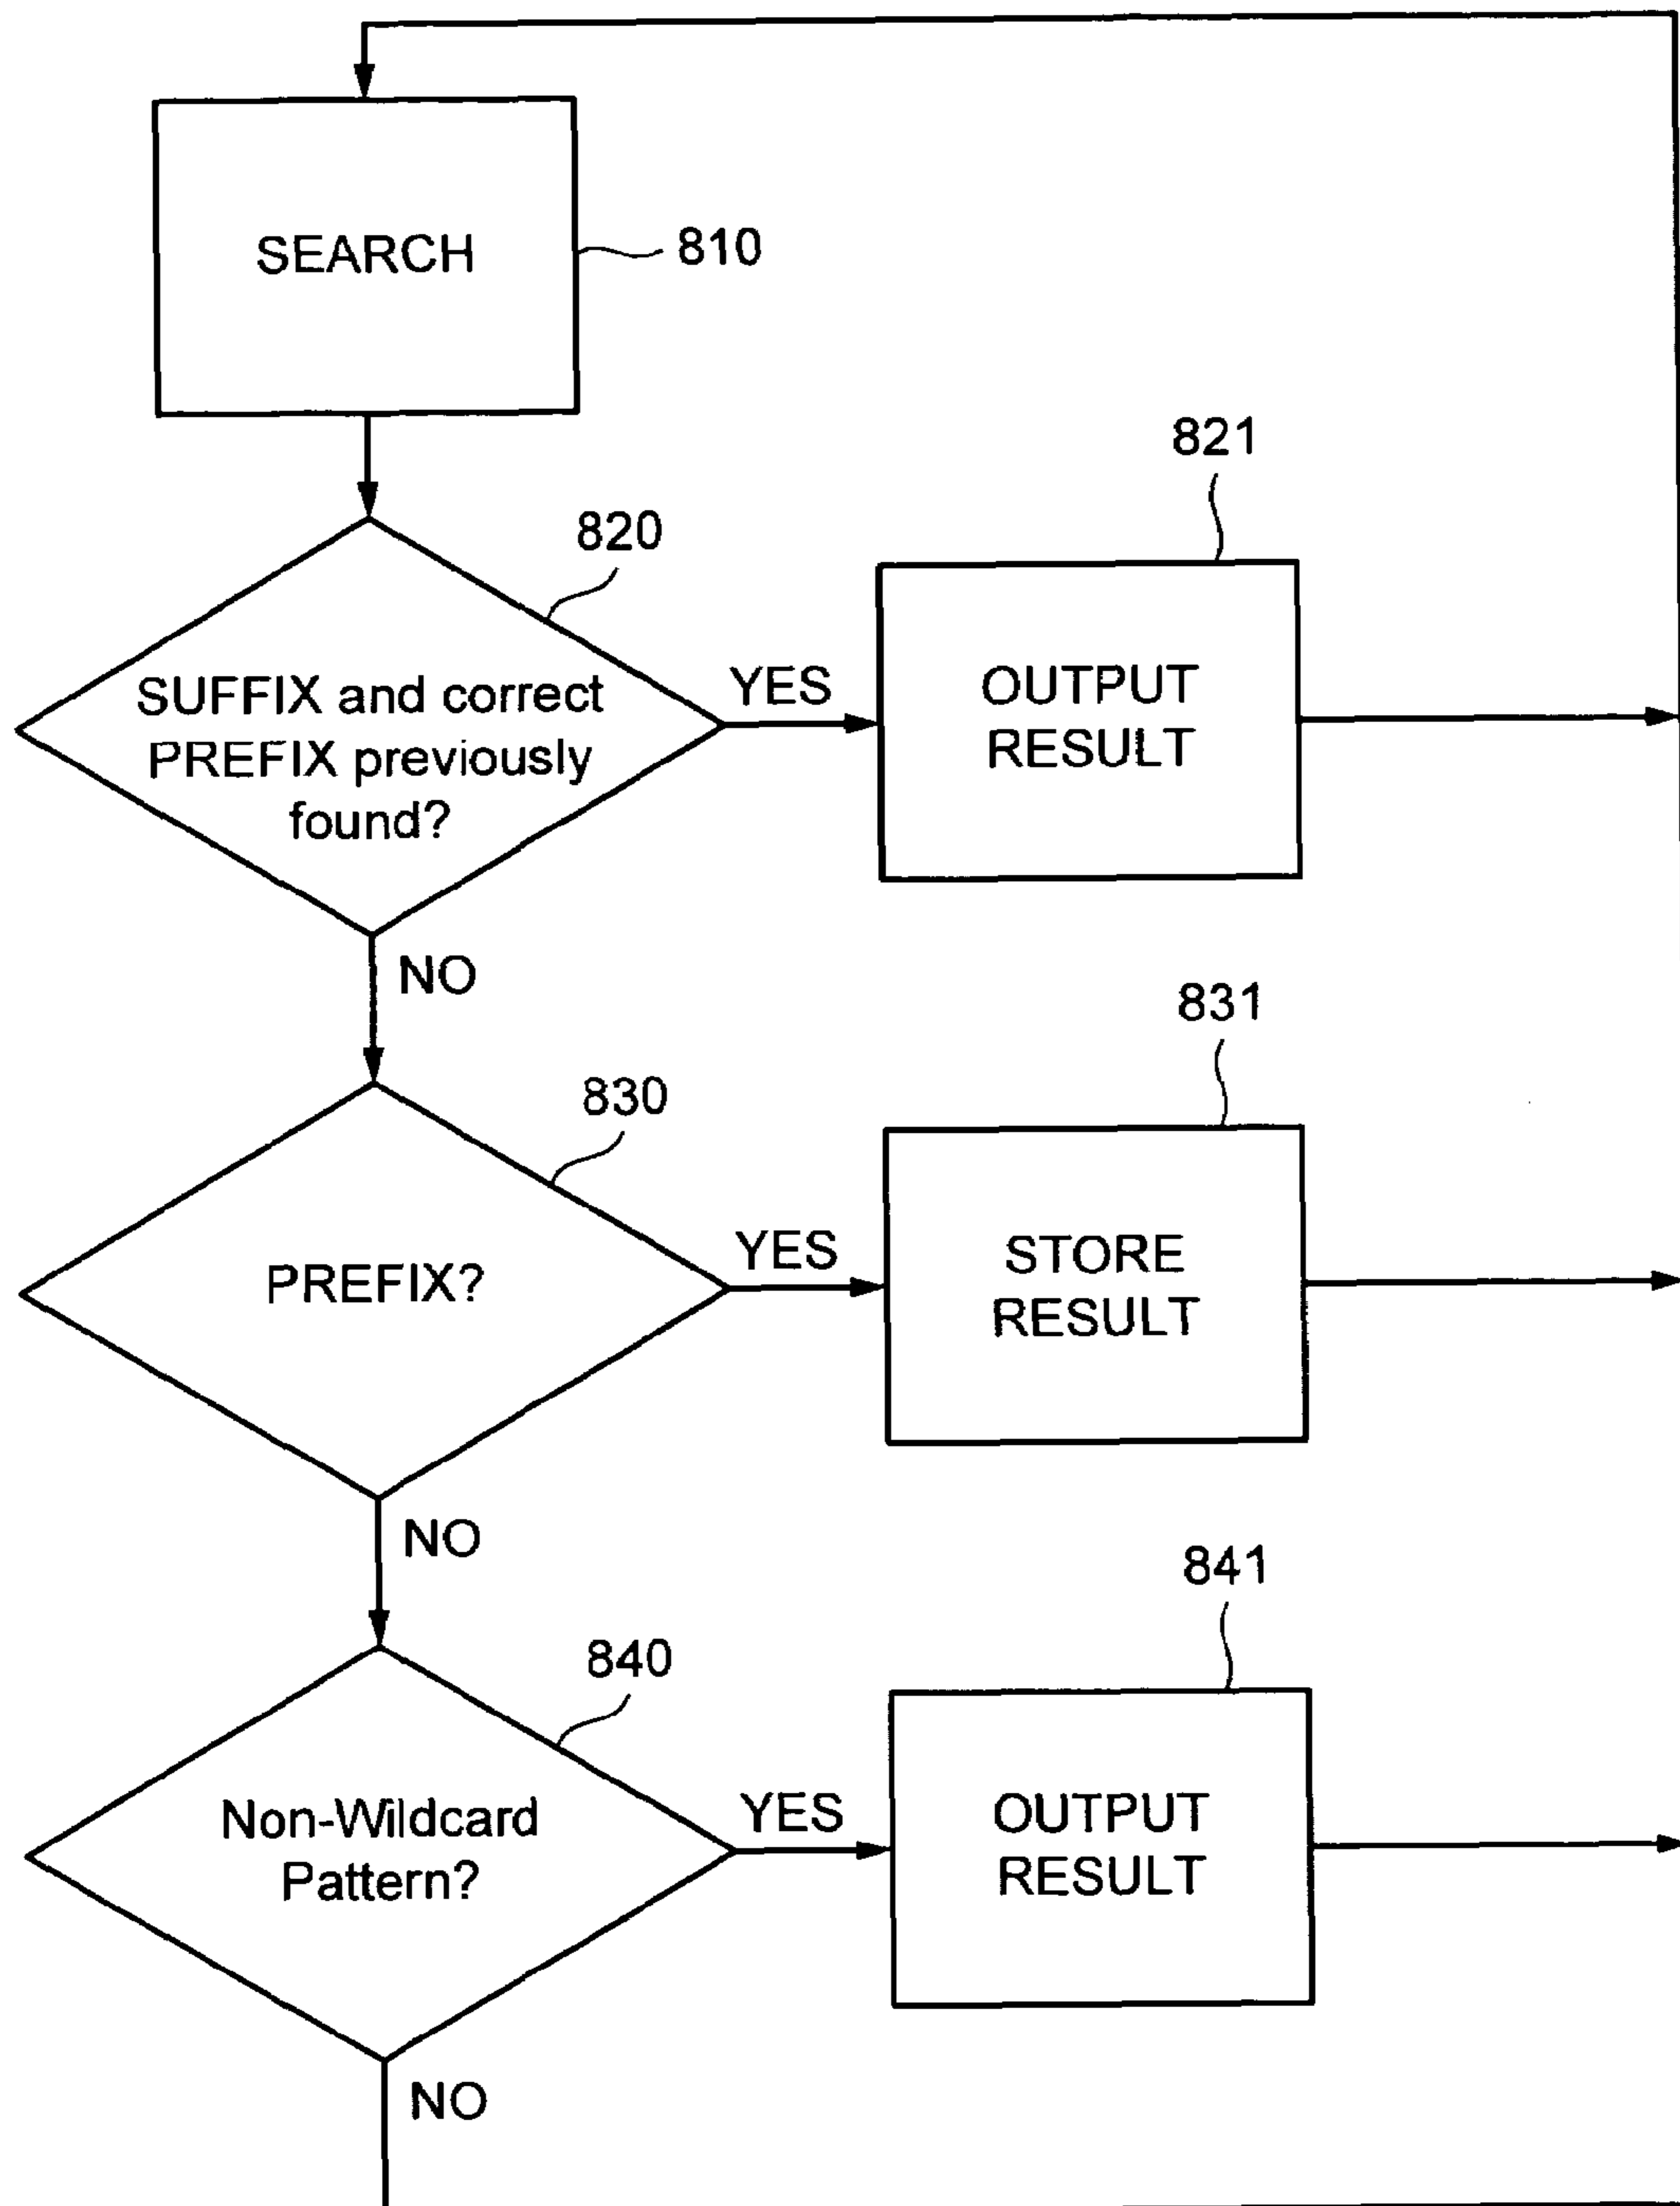 SEARCH
810
821
820
SUFFIX and correct
PREFIX previously
found?
YES
OUTPUT
RESULT
NO
831
830
PREFIX?
YES
STORE
RESULT
NO
841
840
Non-Wildcard
Pattern?
YES
OUTPUT
RESULT
NO